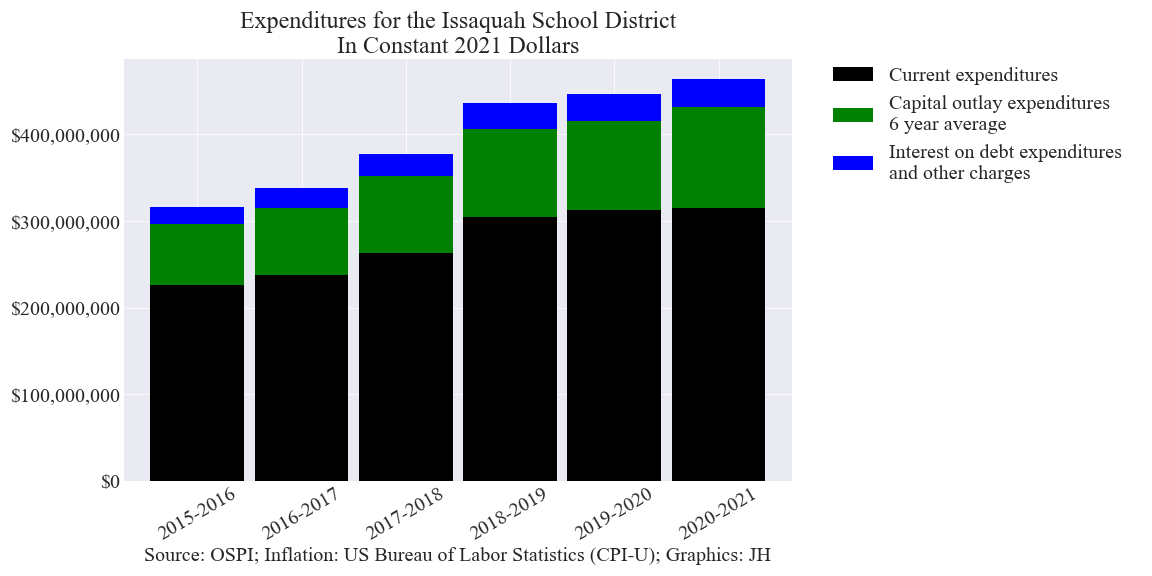 Expenditures for the Issaquah School District
In Constant 2021 Dollars
Current expenditures
Capital outlay expenditures
6 year average
Interest on debt expenditures
and other charges
$400,000,000
$300,000,000
$200,000,000
$100,000,000
$0
2015-2016
2016-2017
2017-2018
2018-2019
2019-2020
2020-2021
Source: OSPI; Inflation: US Bureau of Labor Statistics (CPI-U); Graphics: JH